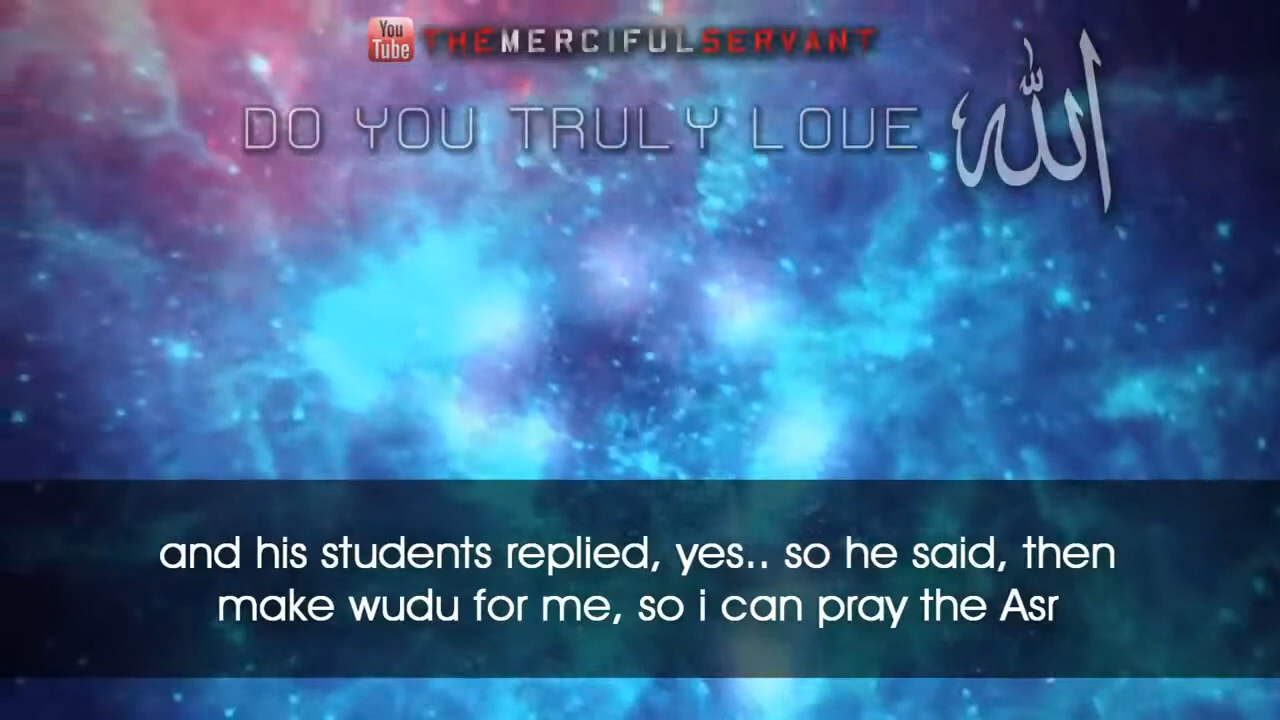 You
Tube
THEMERCIFULSERVANT
DO YOU TRULY LOVE الله
and his students replied, yes.. so he said, then
make wudu for me, so i can pray the Asr